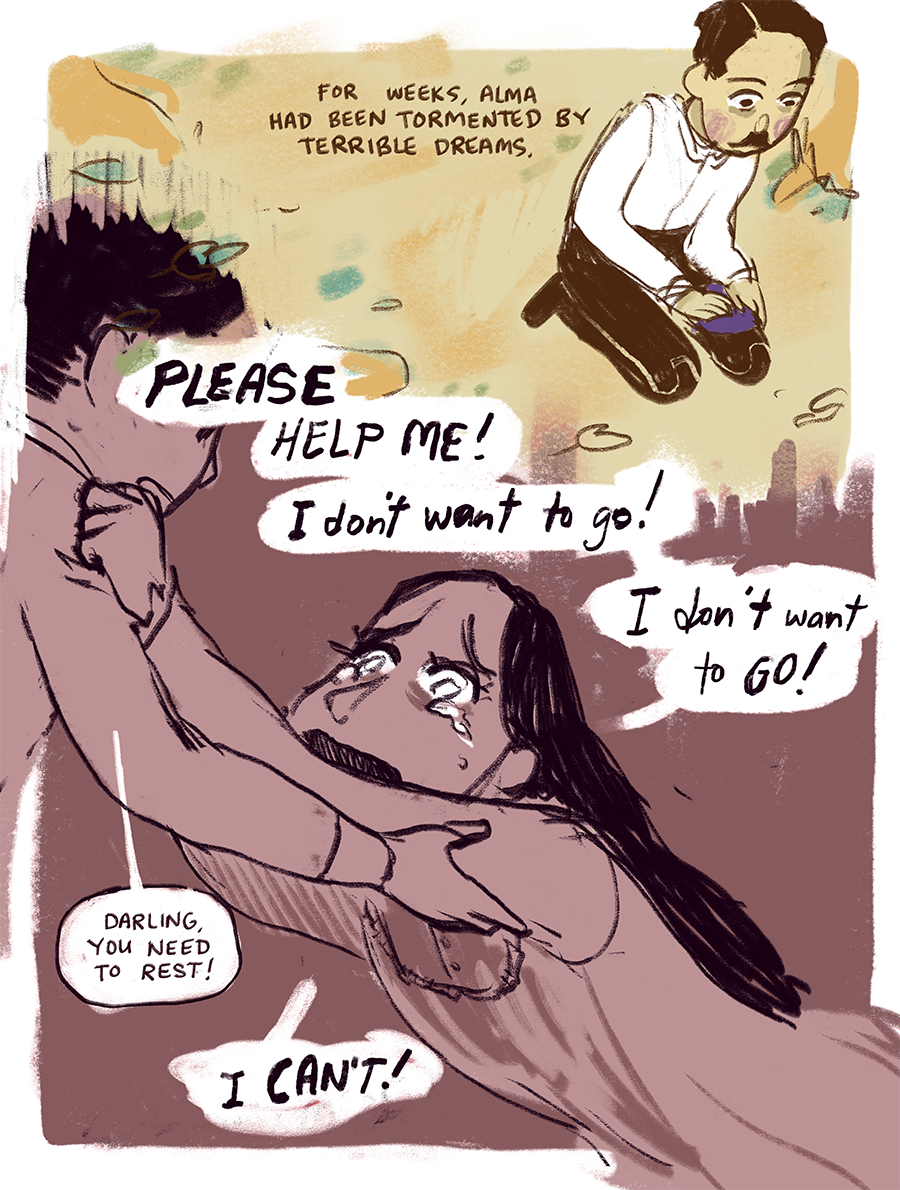 FOR WEEKS, ALMA
HAD BEEN TORMENTED BY
TERRIBLE DREAMS.
PLEASE
HELP ME!
I don't want to go!
I don't want
to GO!
DARLING,
YOU NEED
TO REST!
I CAN'T!